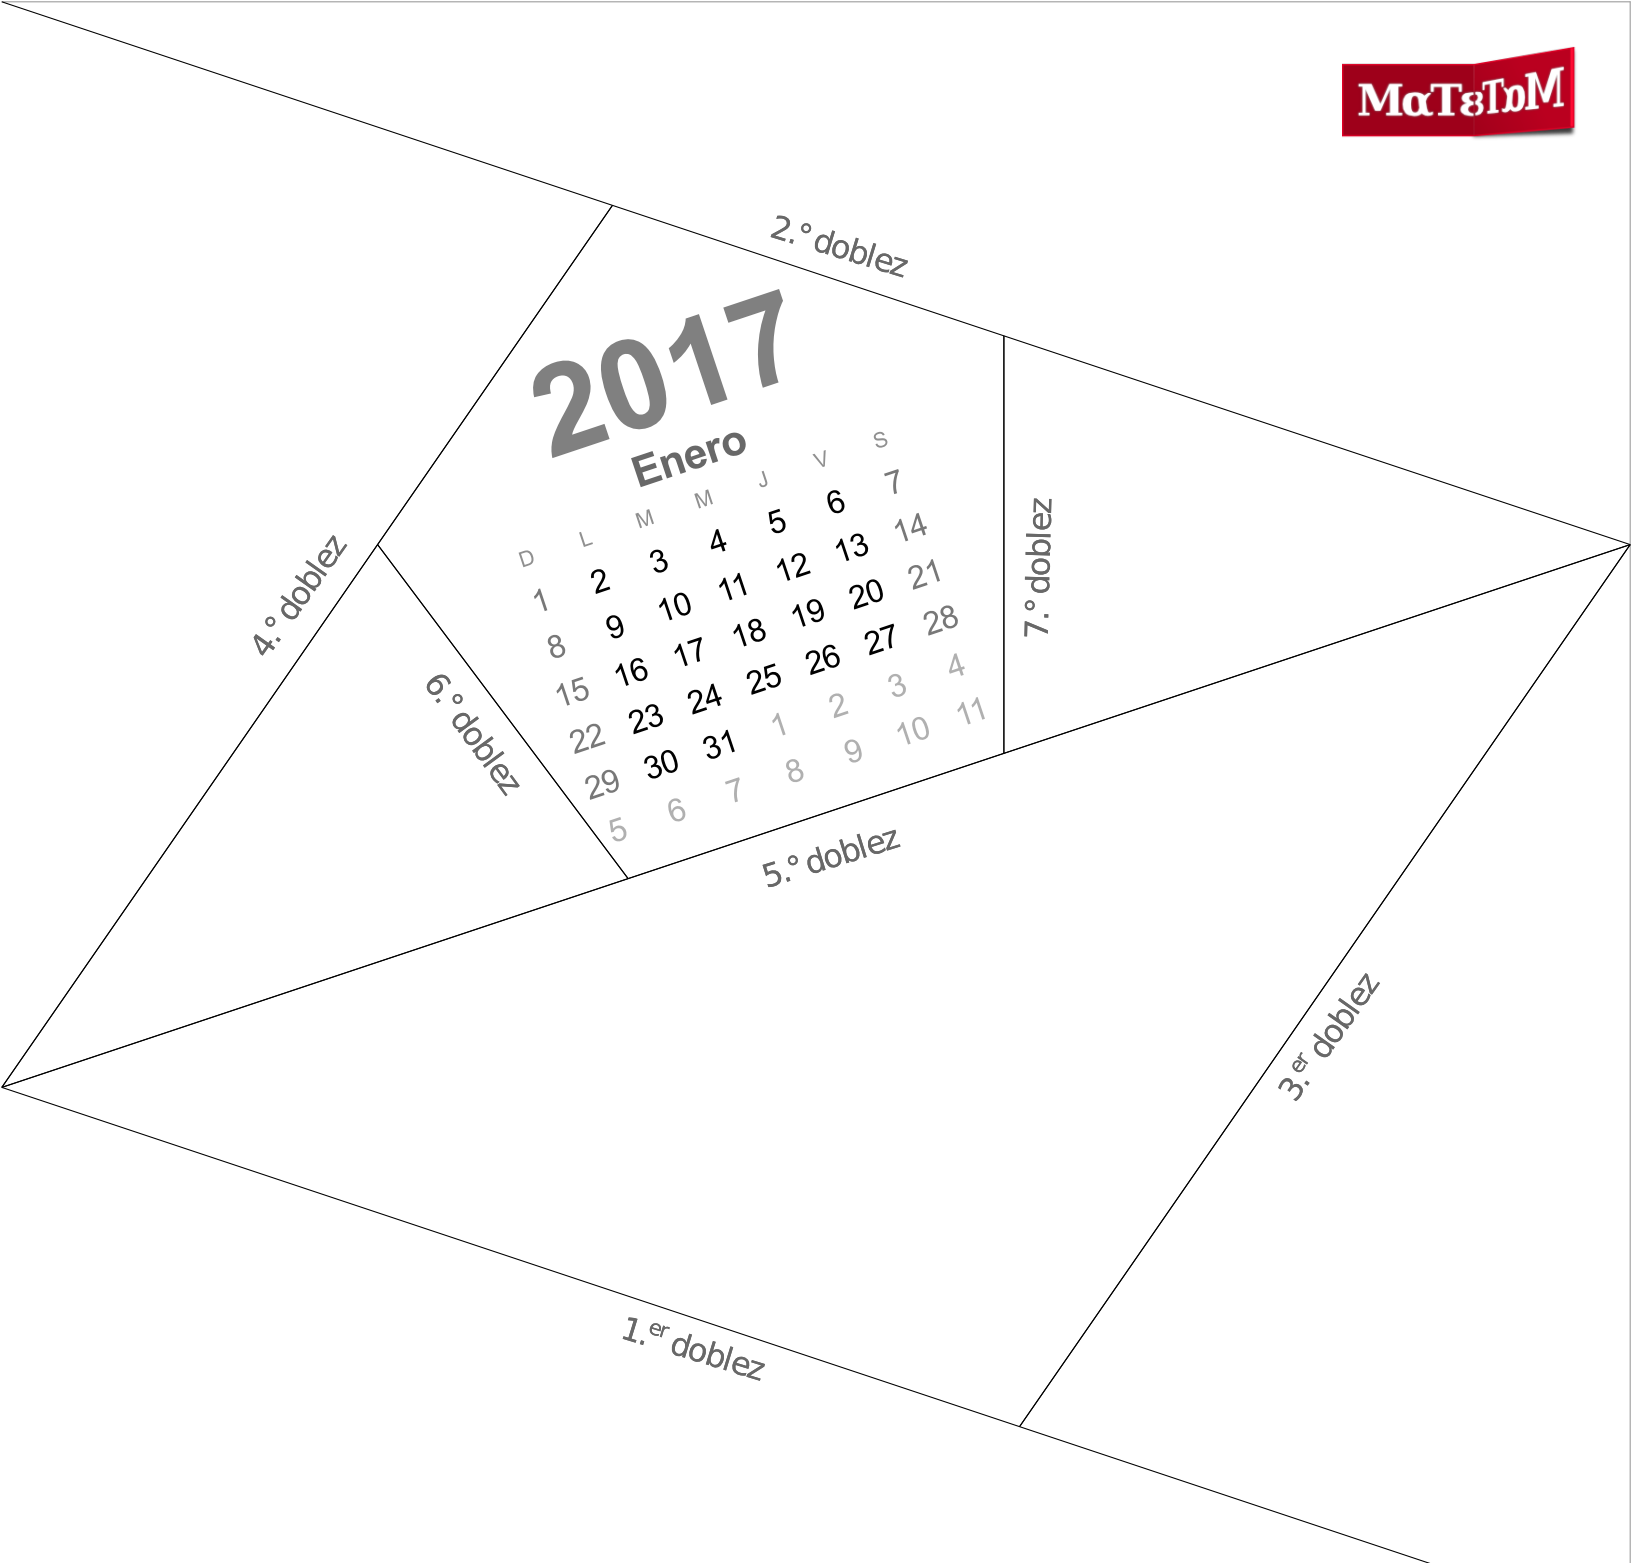 MαTεTαM
2.° doblez
2017
Enero
D L M M J V S
1 2 3 4 5 6 7
8 9 10 11 12 13 14
15 16 17 18 19 20 21
22 23 24 25 26 27 28
29 30 31 1 2 3 4
5 6 7 8 9 10 11
4.° doblez
6.° doblez
7.° doblez
5.° doblez
3.er doblez
1.er doblez